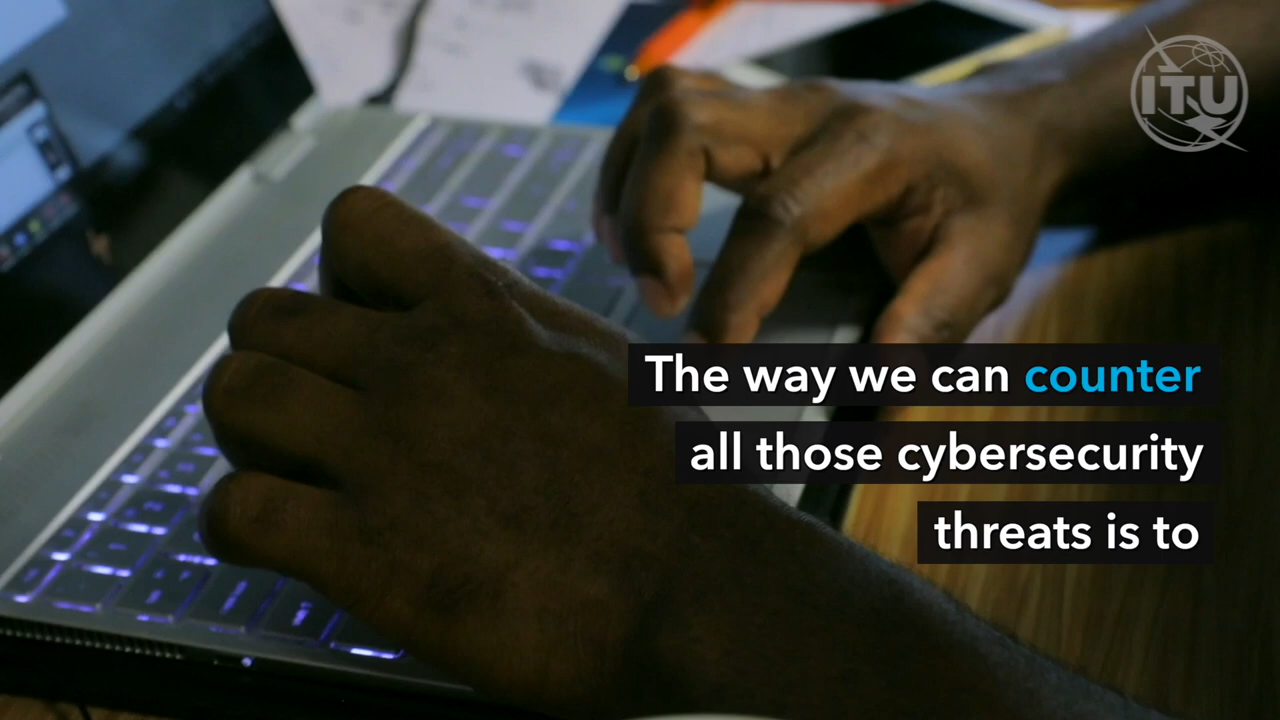 ITU
The way we can counter
all those cybersecurity
threats is to